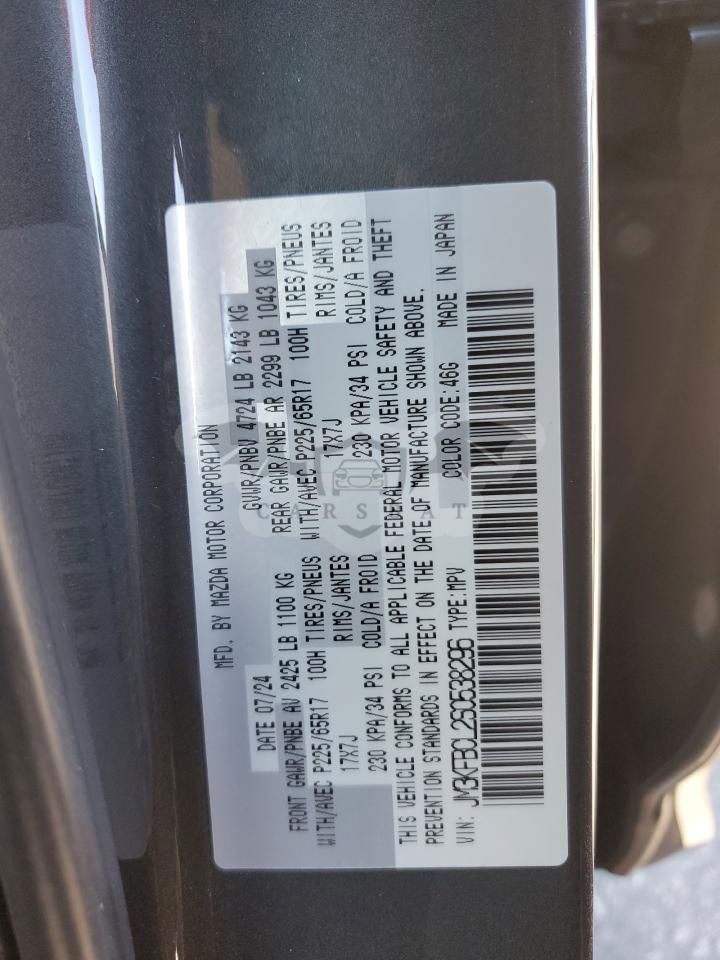 MFD. BY MAZDA MOTOR CORPORATION
DATE 07/24 GVWR/PNBV 4724 LB 2143 KG
FRONT GAWR/PNBE AV 2425 LB 1100 KG REAR GAWR/PNBE AR 2299 LB 1043 KG
WITH/AVEC P225/65R17 100H TIRES/PNEUS WITH/AVEC P225/65R17 100H TIRES/PNEUS
17X7J RIMS/JANTES 17X7J RIMS/JANTES
230 KPA/34 PSI COLD/A FROID 230 KPA/34 PSI COLD/A FROID
THIS VEHICLE CONFORMS TO ALL APPLICABLE FEDERAL MOTOR VEHICLE SAFETY AND THEFT
PREVENTION STANDARDS IN EFFECT ON THE DATE OF MANUFACTURE SHOWN ABOVE.
VIN: JM3KFBCL2S0638296 TYPE:MPV COLOR CODE:46G MADE IN JAPAN
CARSFAT